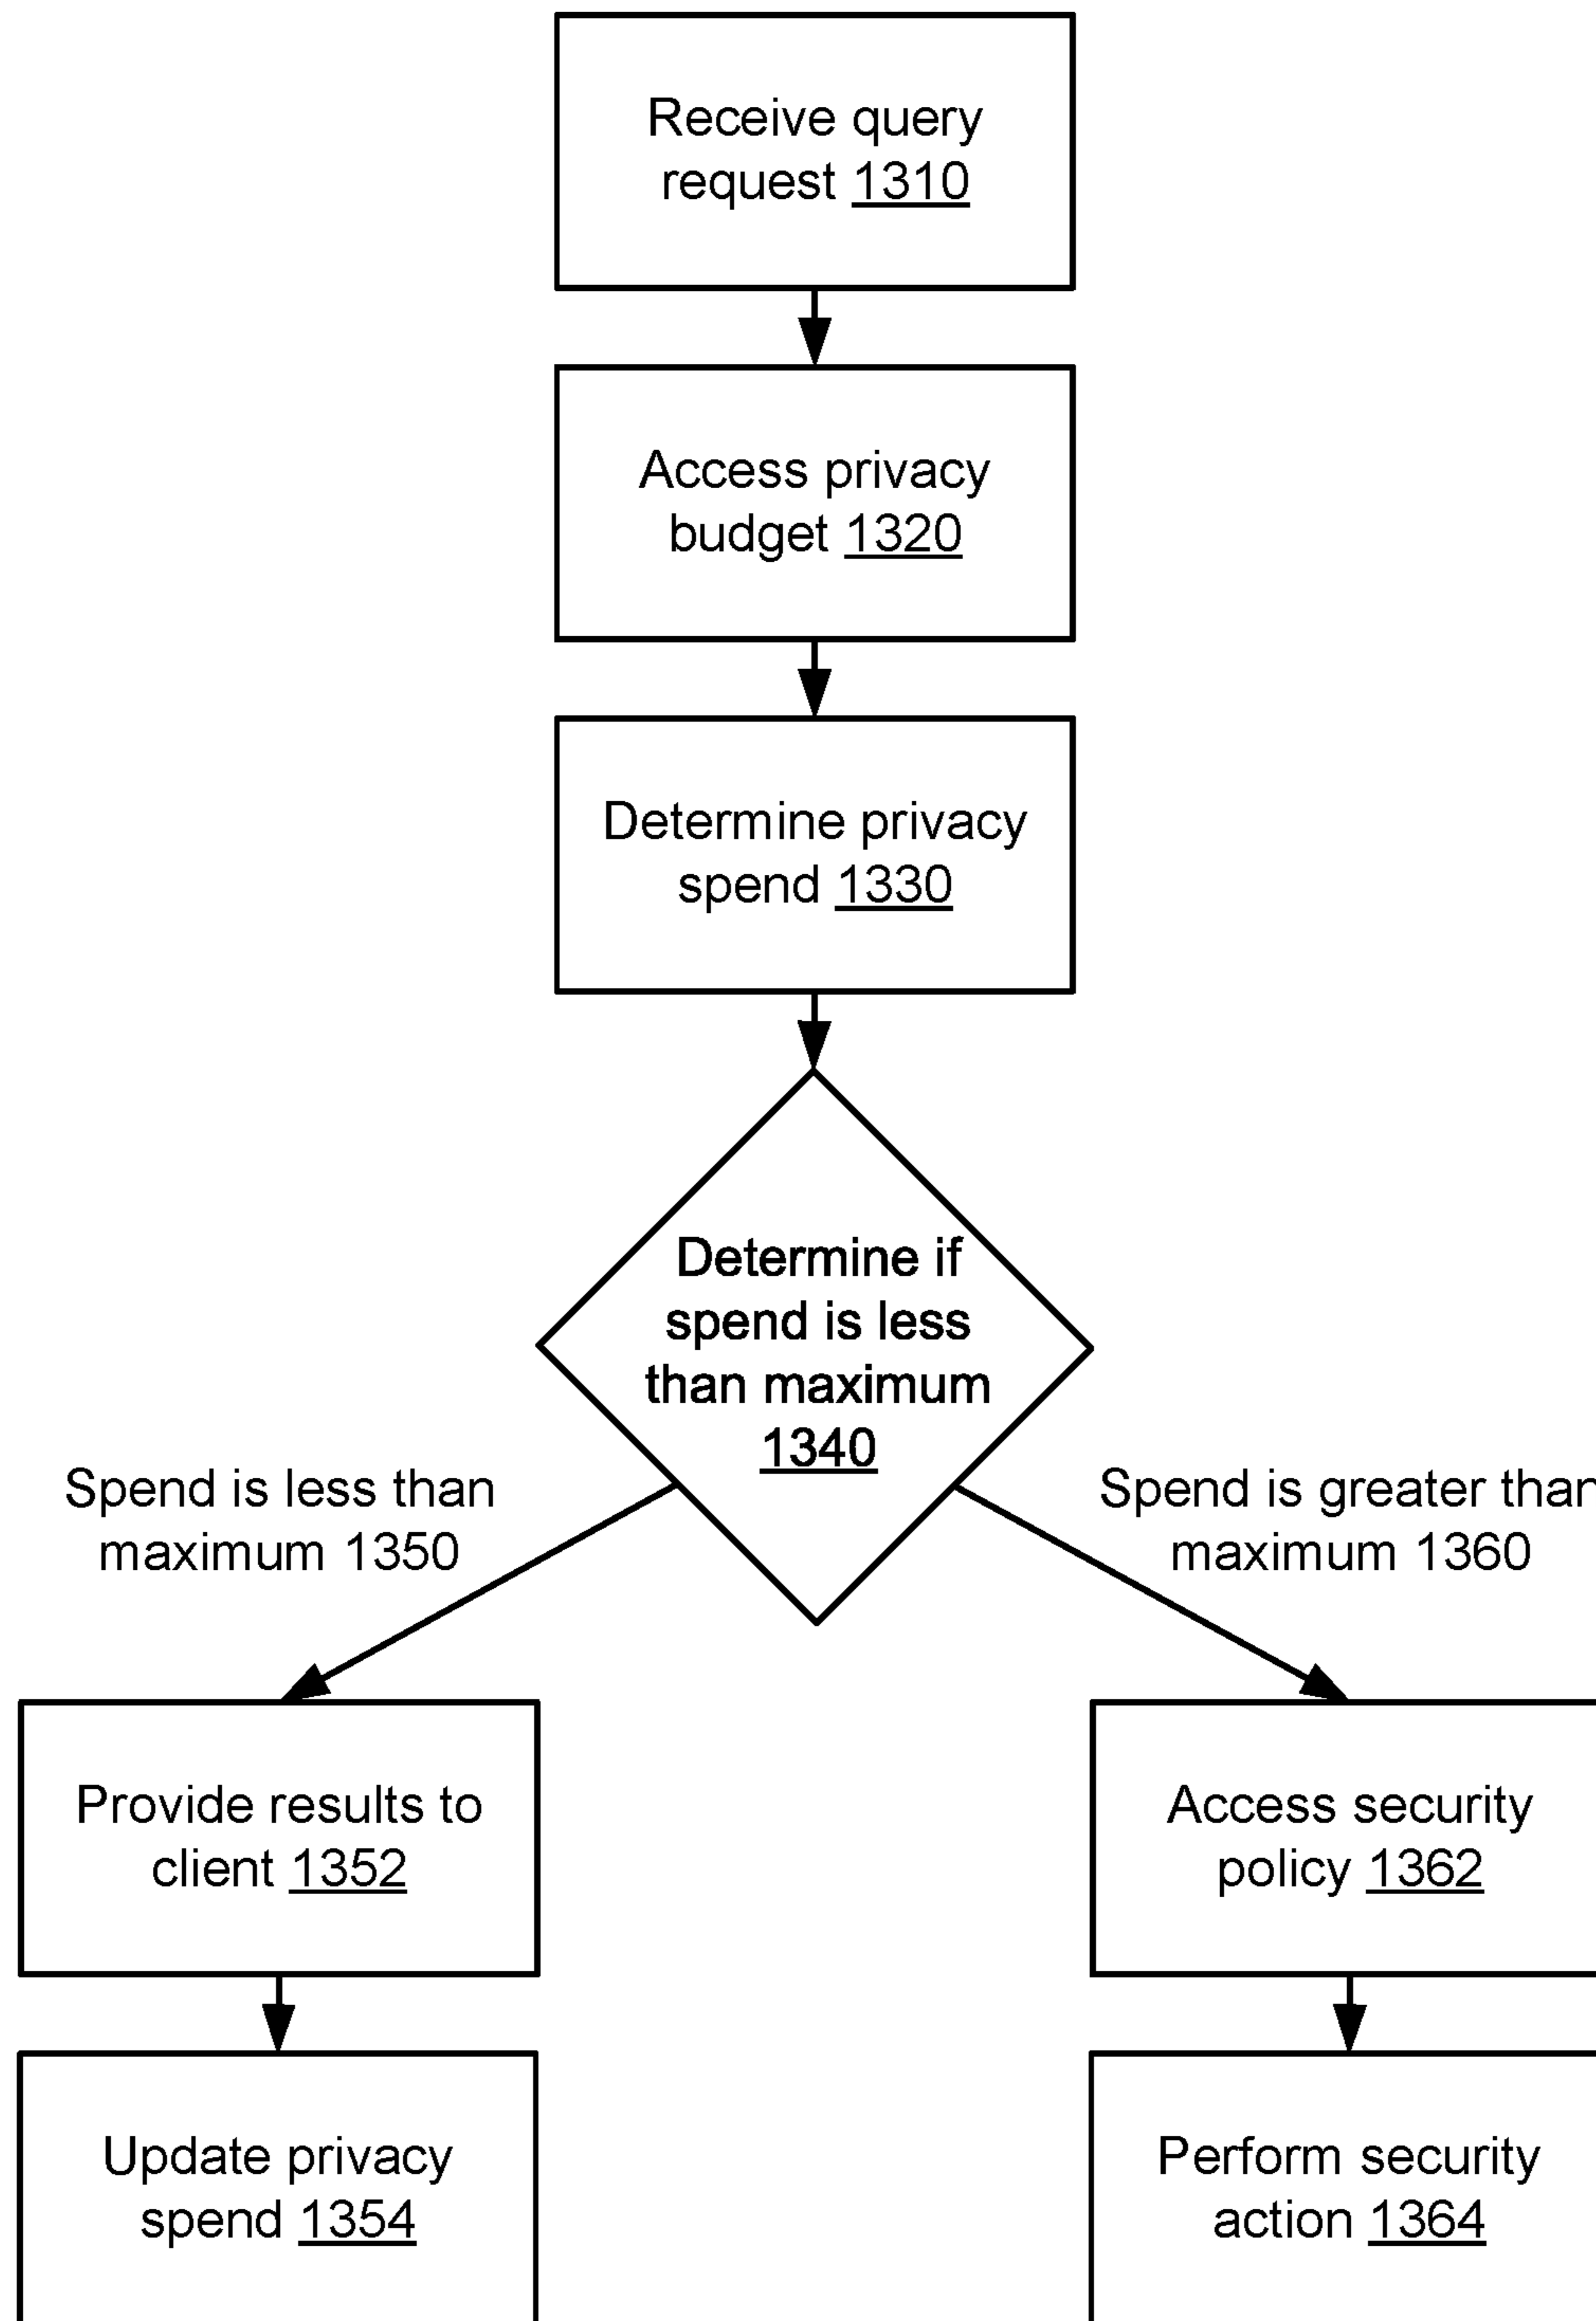 Receive query
request 1310
Access privacy
budget 1320
Determine privacy
spend 1330
Determine if
spend is less
than maximum
1340
Spend is less than
maximum 1350
Spend is greater than
maximum 1360
Provide results to
client 1352
Access security
policy 1362
Update privacy
spend 1354
Perform security
action 1364